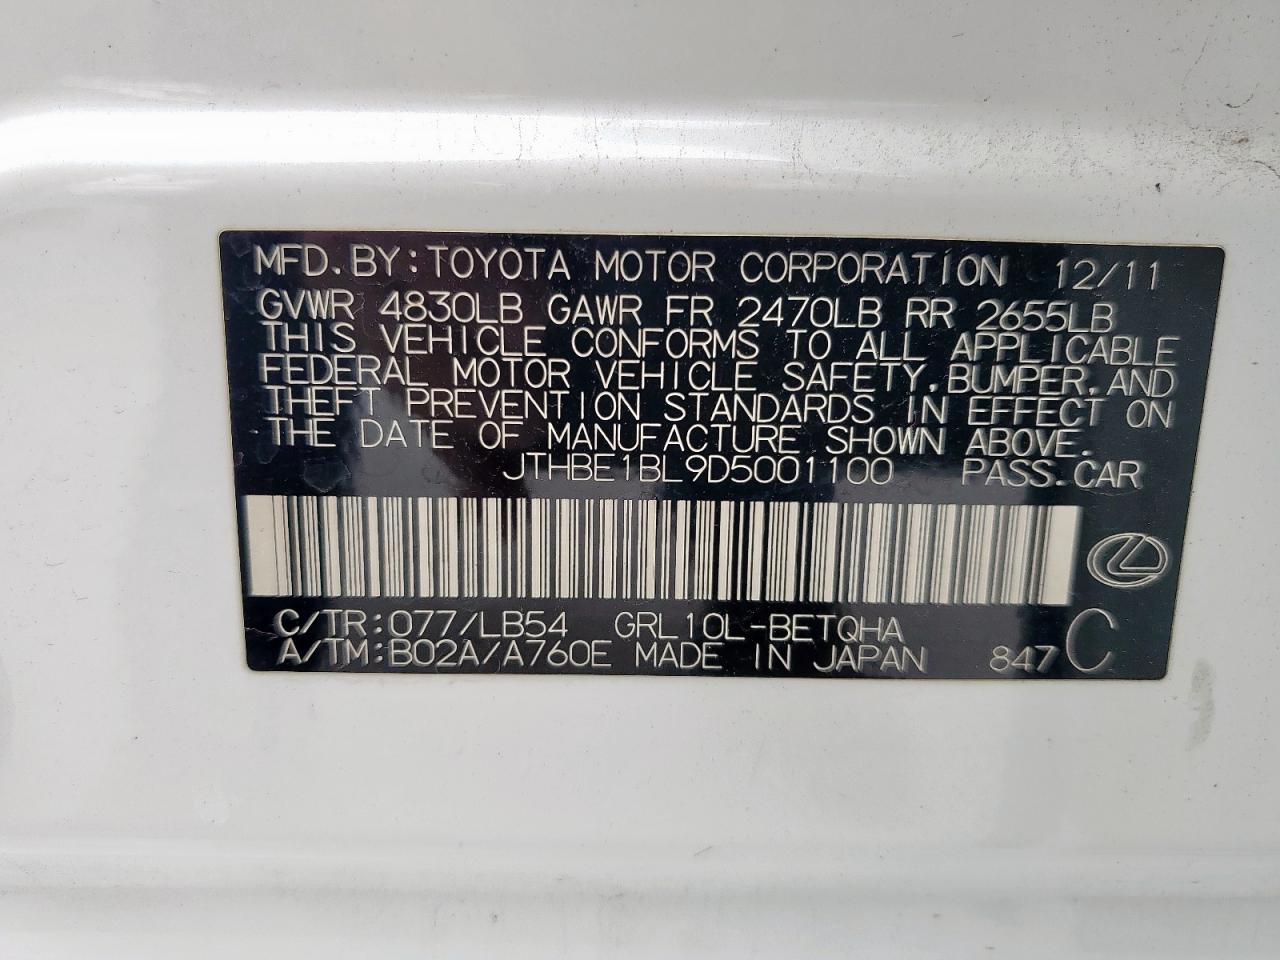 MFD.BY:TOYOTA MOTOR CORPORATION 12/11
GVWR 4830LB GAWR FR 2470LB RR 2655LB
THIS VEHICLE CONFORMS TO ALL APPLICABLE
FEDERAL MOTOR VEHICLE SAFETY,BUMPER,AND
THEFT PREVENTION STANDARDS IN EFFECT ON
THE DATE OF MANUFACTURE SHOWN ABOVE.
JTHBE1BL9D5001100 PASS.CAR
C/TR:077/LB54 GRL10L-BETQHA
A/TM:B02A/A760E MADE IN JAPAN 847 C